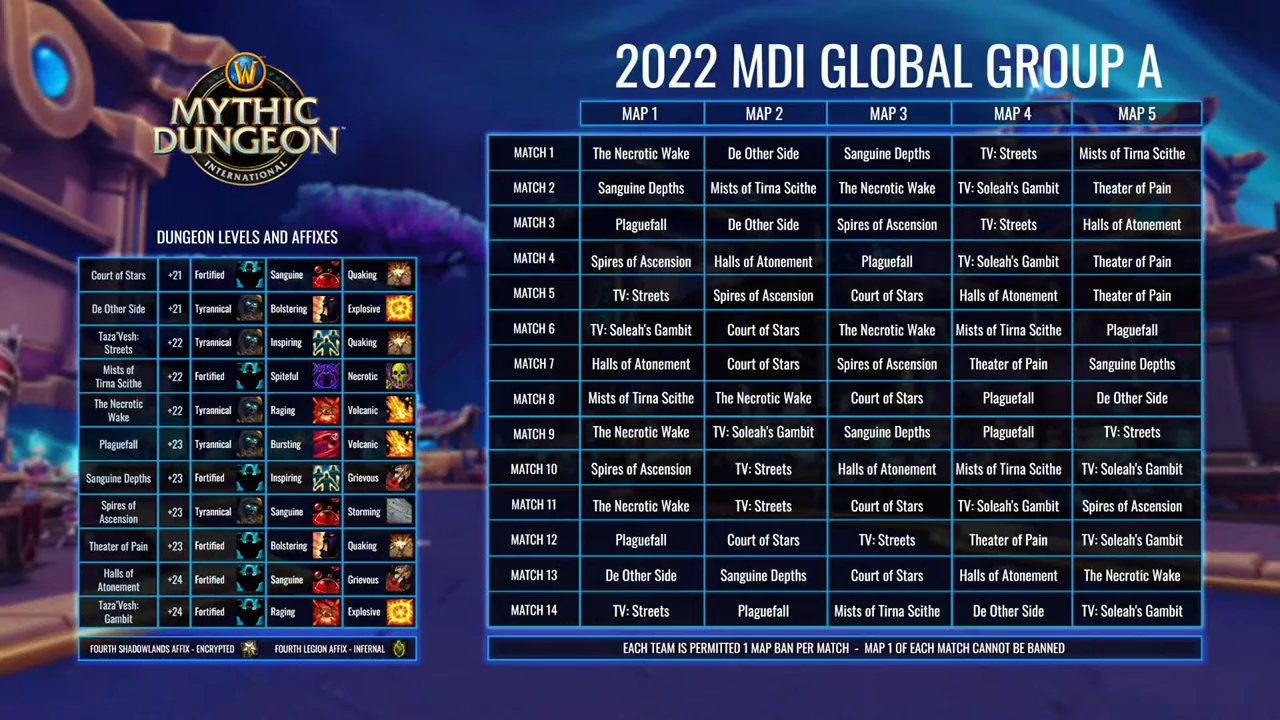 W
MYTHIC
DUNGEON™
INTERNATIONAL
DUNGEON LEVELS AND AFFIXES
Court of Stars +21 Fortified Sanguine Quaking
De Other Side +21 Tyrannical Bolstering Explosive
Taza'Vesh:
Streets +22 Tyrannical Inspiring Quaking
Mists of
Tirna Scithe +22 Fortified Spiteful Necrotic
The Necrotic
Wake +22 Tyrannical Raging Volcanic
Plaguefall +23 Tyrannical Bursting Volcanic
Sanguine Depths +23 Fortified Inspiring Grievous
Spires of
Ascension +23 Tyrannical Sanguine Storming
Theater of Pain +23 Fortified Bolstering Quaking
Halls of
Atonement +24 Fortified Sanguine Grievous
Taza'Vesh:
Gambit +24 Fortified Raging Explosive
FOURTH SHADOWLANDS AFFIX - ENCRYPTED FOURTH LEGION AFFIX - INFERNAL
2022 MDI GLOBAL GROUP A
MAP 1 MAP 2 MAP 3 MAP 4 MAP 5
MATCH 1 The Necrotic Wake De Other Side Sanguine Depths TV: Streets Mists of Tirna Scithe
MATCH 2 Sanguine Depths Mists of Tirna Scithe The Necrotic Wake TV: Soleah's Gambit Theater of Pain
MATCH 3 Plaguefall De Other Side Spires of Ascension TV: Streets Halls of Atonement
MATCH 4 Spires of Ascension Halls of Atonement Plaguefall TV: Soleah's Gambit Theater of Pain
MATCH 5 TV: Streets Spires of Ascension Court of Stars Halls of Atonement Theater of Pain
MATCH 6 TV: Soleah's Gambit Court of Stars The Necrotic Wake Mists of Tirna Scithe Plaguefall
MATCH 7 Halls of Atonement Court of Stars Spires of Ascension Theater of Pain Sanguine Depths
MATCH 8 Mists of Tirna Scithe The Necrotic Wake Court of Stars Plaguefall De Other Side
MATCH 9 The Necrotic Wake TV: Soleah's Gambit Sanguine Depths Plaguefall TV: Streets
MATCH 10 Spires of Ascension TV: Streets Halls of Atonement Mists of Tirna Scithe TV: Soleah's Gambit
MATCH 11 The Necrotic Wake TV: Streets Court of Stars TV: Soleah's Gambit Spires of Ascension
MATCH 12 Plaguefall Court of Stars TV: Streets Theater of Pain TV: Soleah's Gambit
MATCH 13 De Other Side Sanguine Depths Court of Stars Halls of Atonement The Necrotic Wake
MATCH 14 TV: Streets Plaguefall Mists of Tirna Scithe De Other Side TV: Soleah's Gambit
EACH TEAM IS PERMITTED 1 MAP BAN PER MATCH - MAP 1 OF EACH MATCH CANNOT BE BANNED